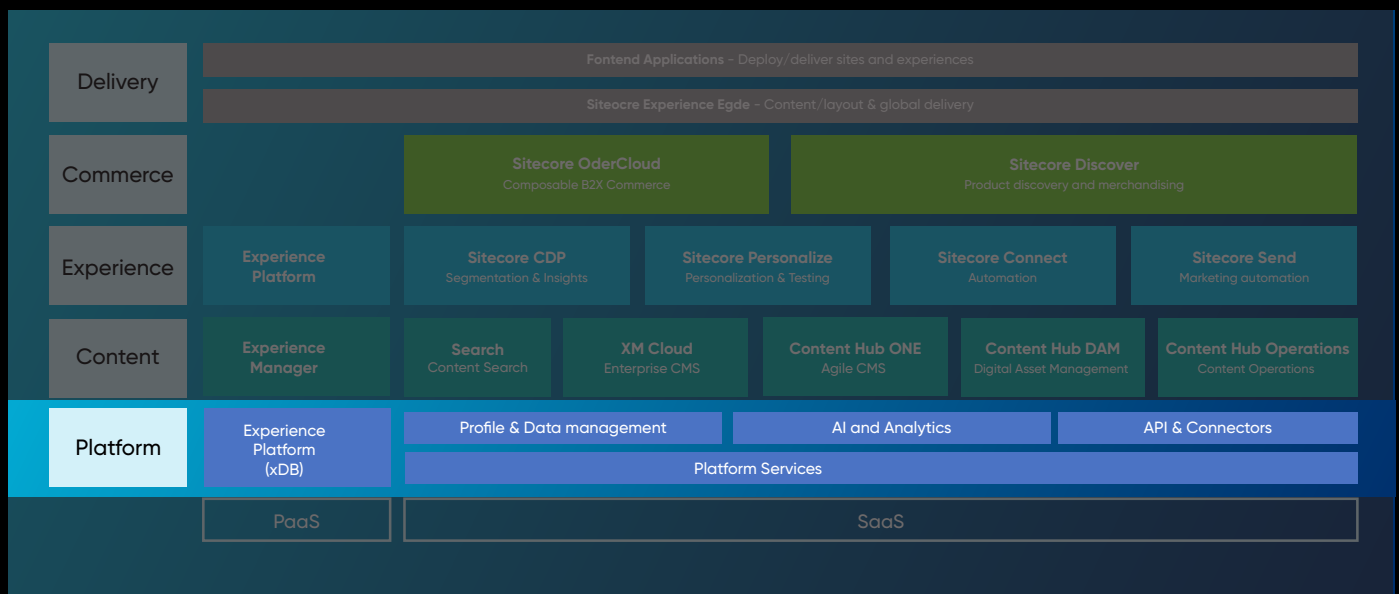 Delivery
Fontend Applications - Deploy/deliver sites and experiences
Siteocre Experience Egde - Content/layout & global delivery
Commerce
Sitecore OderCloud
Composable B2X Commerce
Sitecore Discover
Product discovery and merchandising
Experience
Experience
Platform
Sitecore CDP
Segmentation & Insights
Sitecore Personalize
Personalization & Testing
Sitecore Connect
Automation
Sitecore Send
Marketing automation
Content
Experience
Manager
Search
Content Search
XM Cloud
Enterprise CMS
Content Hub ONE
Agile CMS
Content Hub DAM
Digital Asset Management
Content Hub Operations
Content Operations
Platform
Experience
Platform
(xDB)
Profile & Data management
AI and Analytics
API & Connectors
Platform Services
PaaS
SaaS